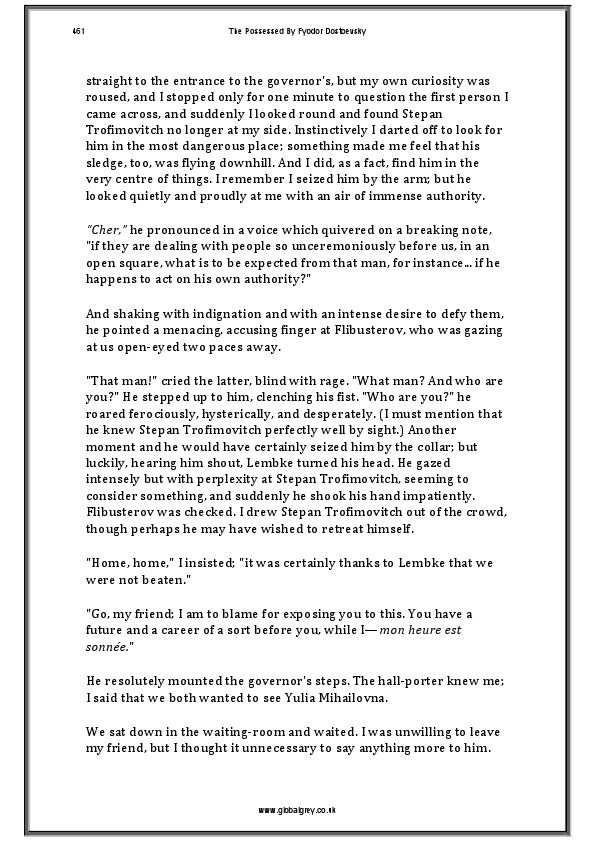 461
The Possessed By Fyodor Dostoevsky
straight to the entrance to the governor's, but my own curiosity was
roused, and I stopped only for one minute to question the first person I
came across, and suddenly I looked round and found Stepan
Trofimovitch no longer at my side. Instinctively I darted off to look for
him in the most dangerous place; something made me feel that his
sledge, too, was flying downhill. And I did, as a fact, find him in the
very centre of things. I remember I seized him by the arm; but he
looked quietly and proudly at me with an air of immense authority.
"Cher," he pronounced in a voice which quivered on a breaking note,
"if they are dealing with people so unceremoniously before us, in an
open square, what is to be expected from that man, for instance... if he
happens to act on his own authority?"
And shaking with indignation and with an intense desire to defy them,
he pointed a menacing, accusing finger at Flibusterov, who was gazing
at us open-eyed two paces away.
"That man!" cried the latter, blind with rage. "What man? And who are
you?" He stepped up to him, clenching his fist. "Who are you?" he
roared ferociously, hysterically, and desperately. (I must mention that
he knew Stepan Trofimovitch perfectly well by sight.) Another
moment and he would have certainly seized him by the collar; but
luckily, hearing him shout, Lembke turned his head. He gazed
intensely but with perplexity at Stepan Trofimovitch, seeming to
consider something, and suddenly he shook his hand impatiently.
Flibusterov was checked. I drew Stepan Trofimovitch out of the crowd,
though perhaps he may have wished to retreat himself.
"Home, home," I insisted; "it was certainly thanks to Lembke that we
were not beaten."
"Go, my friend; I am to blame for exposing you to this. You have a
future and a career of a sort before you, while I—mon heure est
sonnée."
He resolutely mounted the governor's steps. The hall-porter knew me;
I said that we both wanted to see Yulia Mihailovna.
We sat down in the waiting-room and waited. I was unwilling to leave
my friend, but I thought it unnecessary to say anything more to him.
www.globalgrey.co.uk